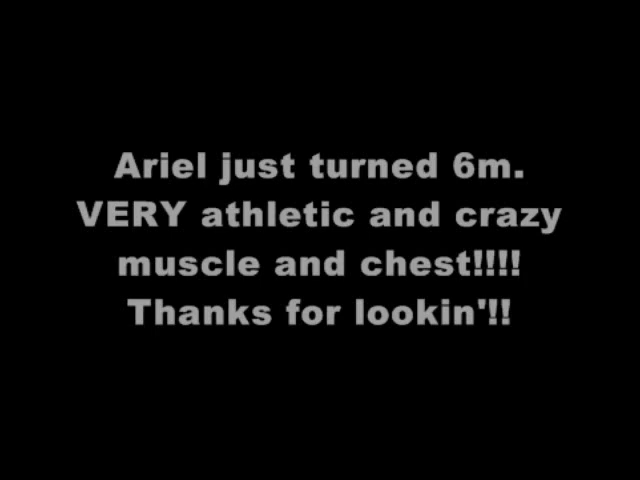 Ariel just turned 6m.
VERY athletic and crazy
muscle and chest!!!!
Thanks for lookin'!!